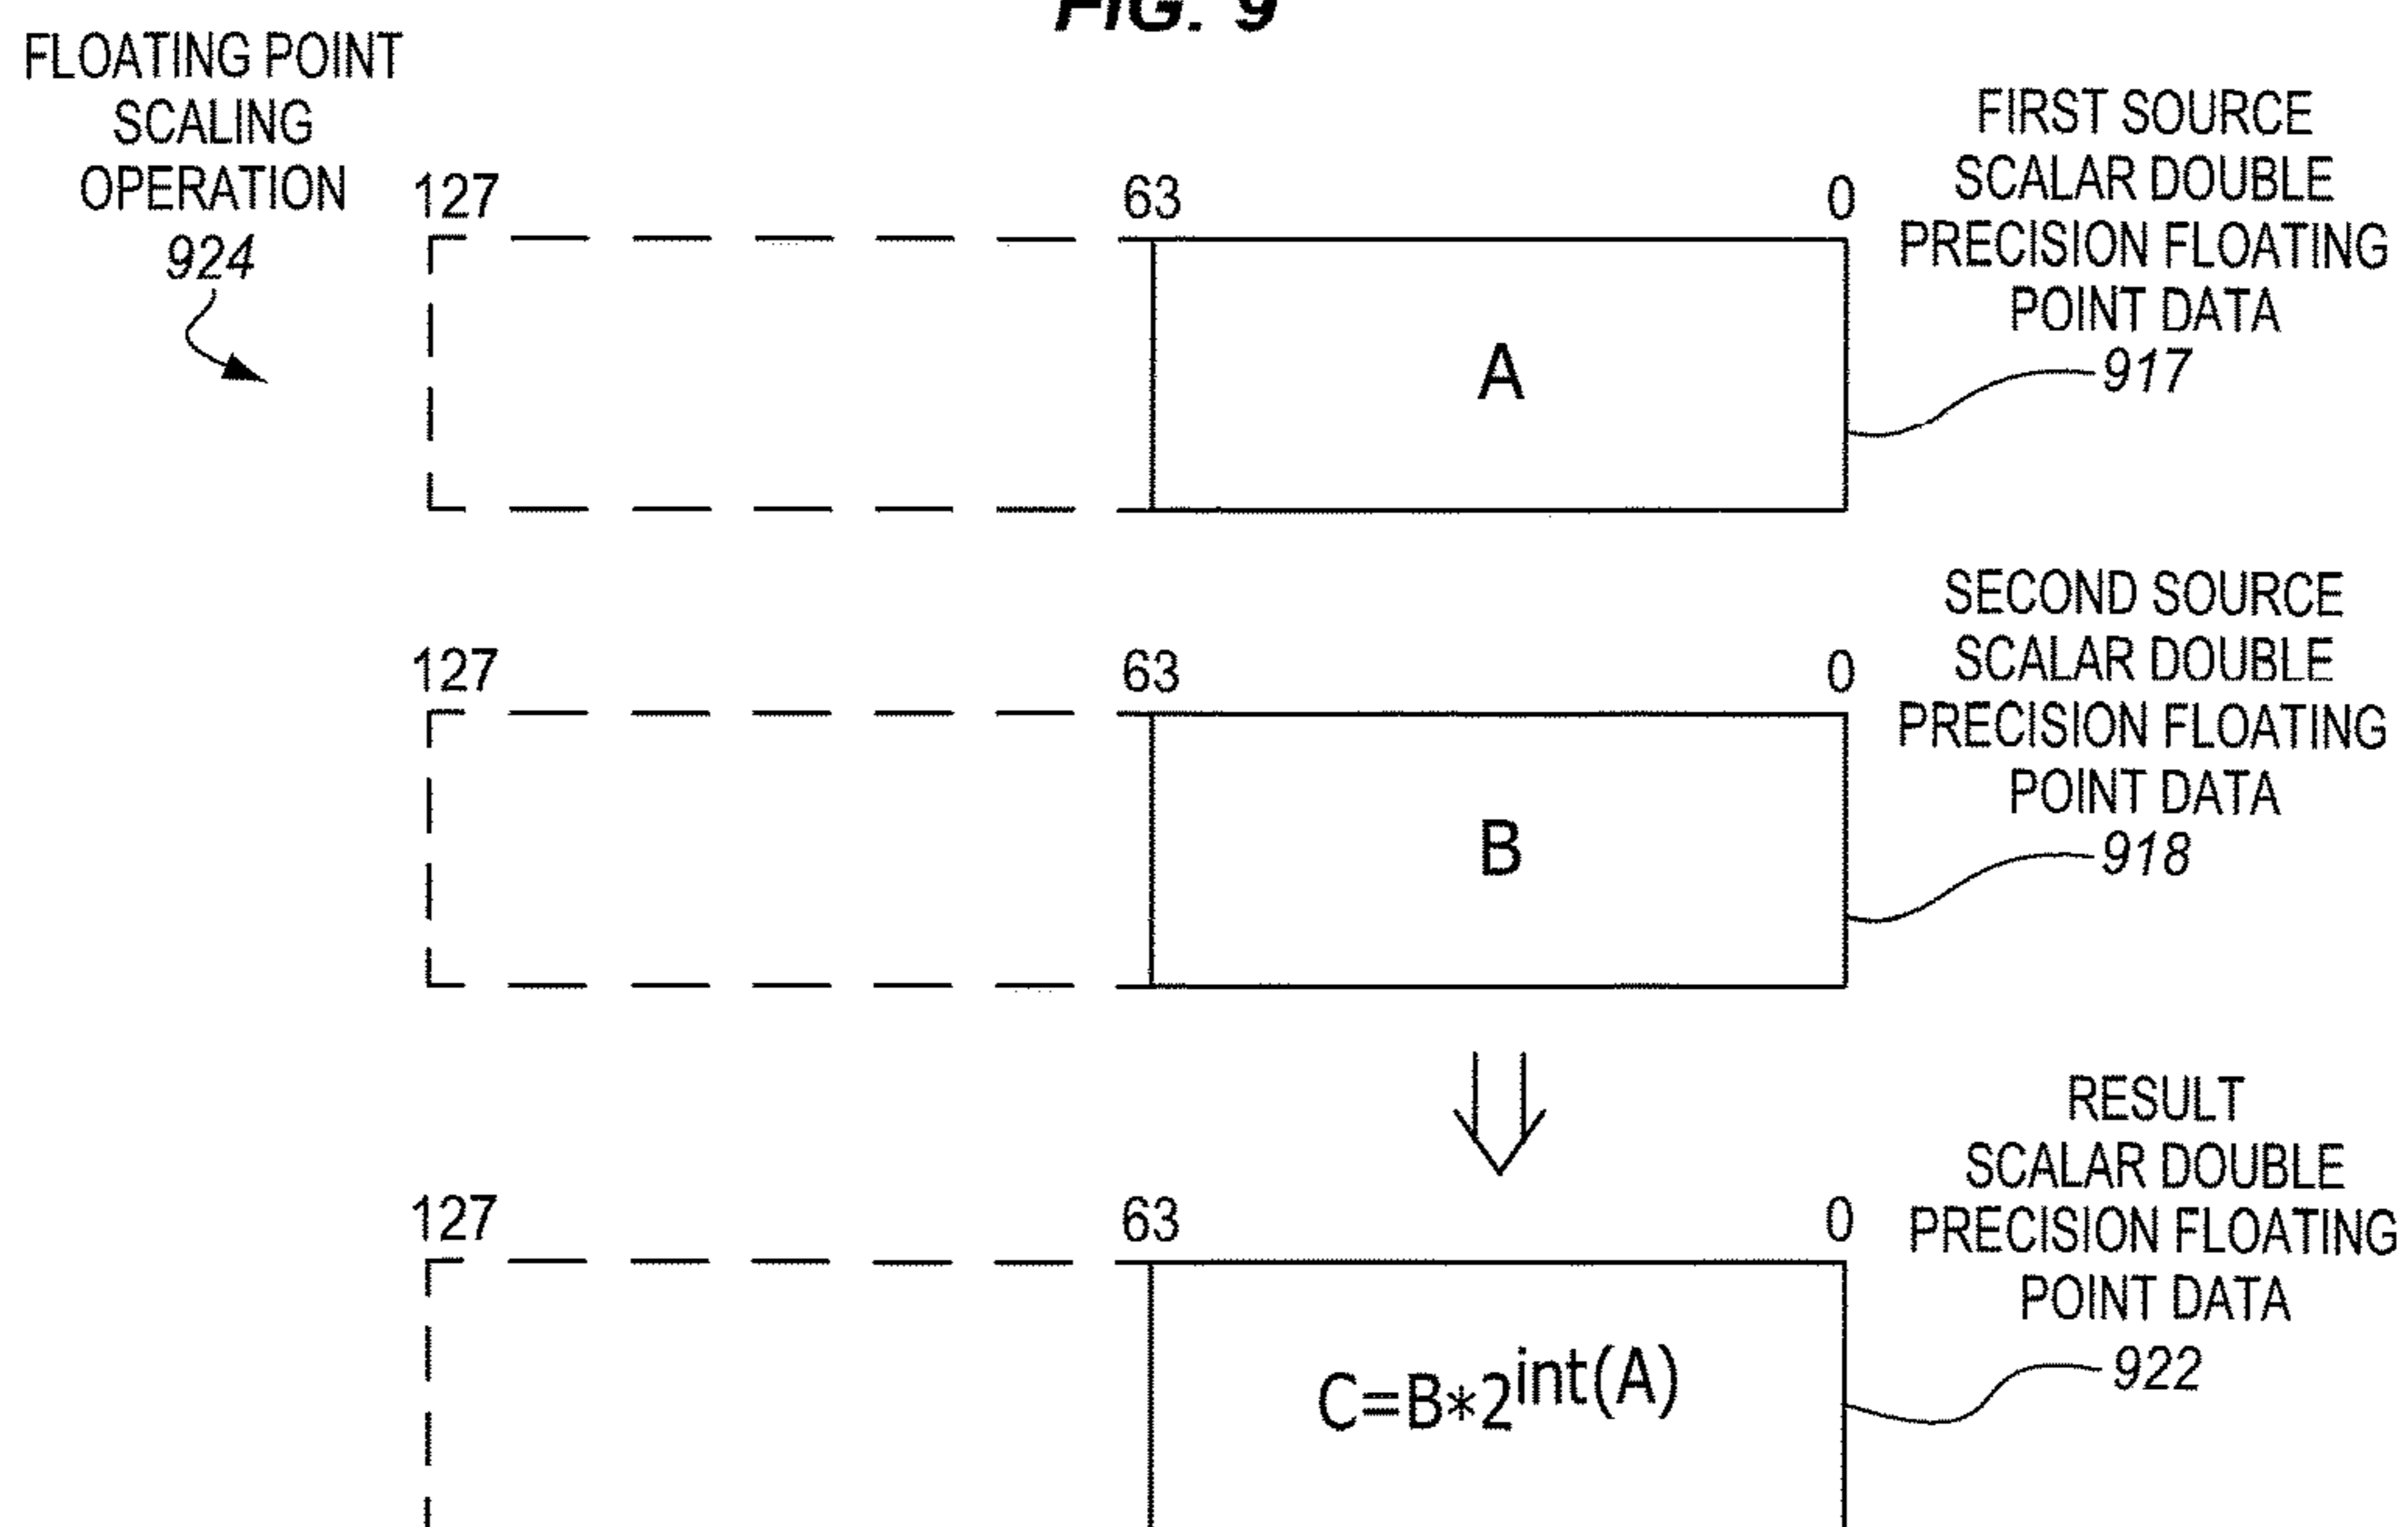 FIG. 9
FLOATING POINT
SCALING
OPERATION
924
127
63
0
FIRST SOURCE
SCALAR DOUBLE
PRECISION FLOATING
POINT DATA
917
A
127
63
0
SECOND SOURCE
SCALAR DOUBLE
PRECISION FLOATING
POINT DATA
918
B
127
63
0
RESULT
SCALAR DOUBLE
PRECISION FLOATING
POINT DATA
922
C=B*2^int(A)